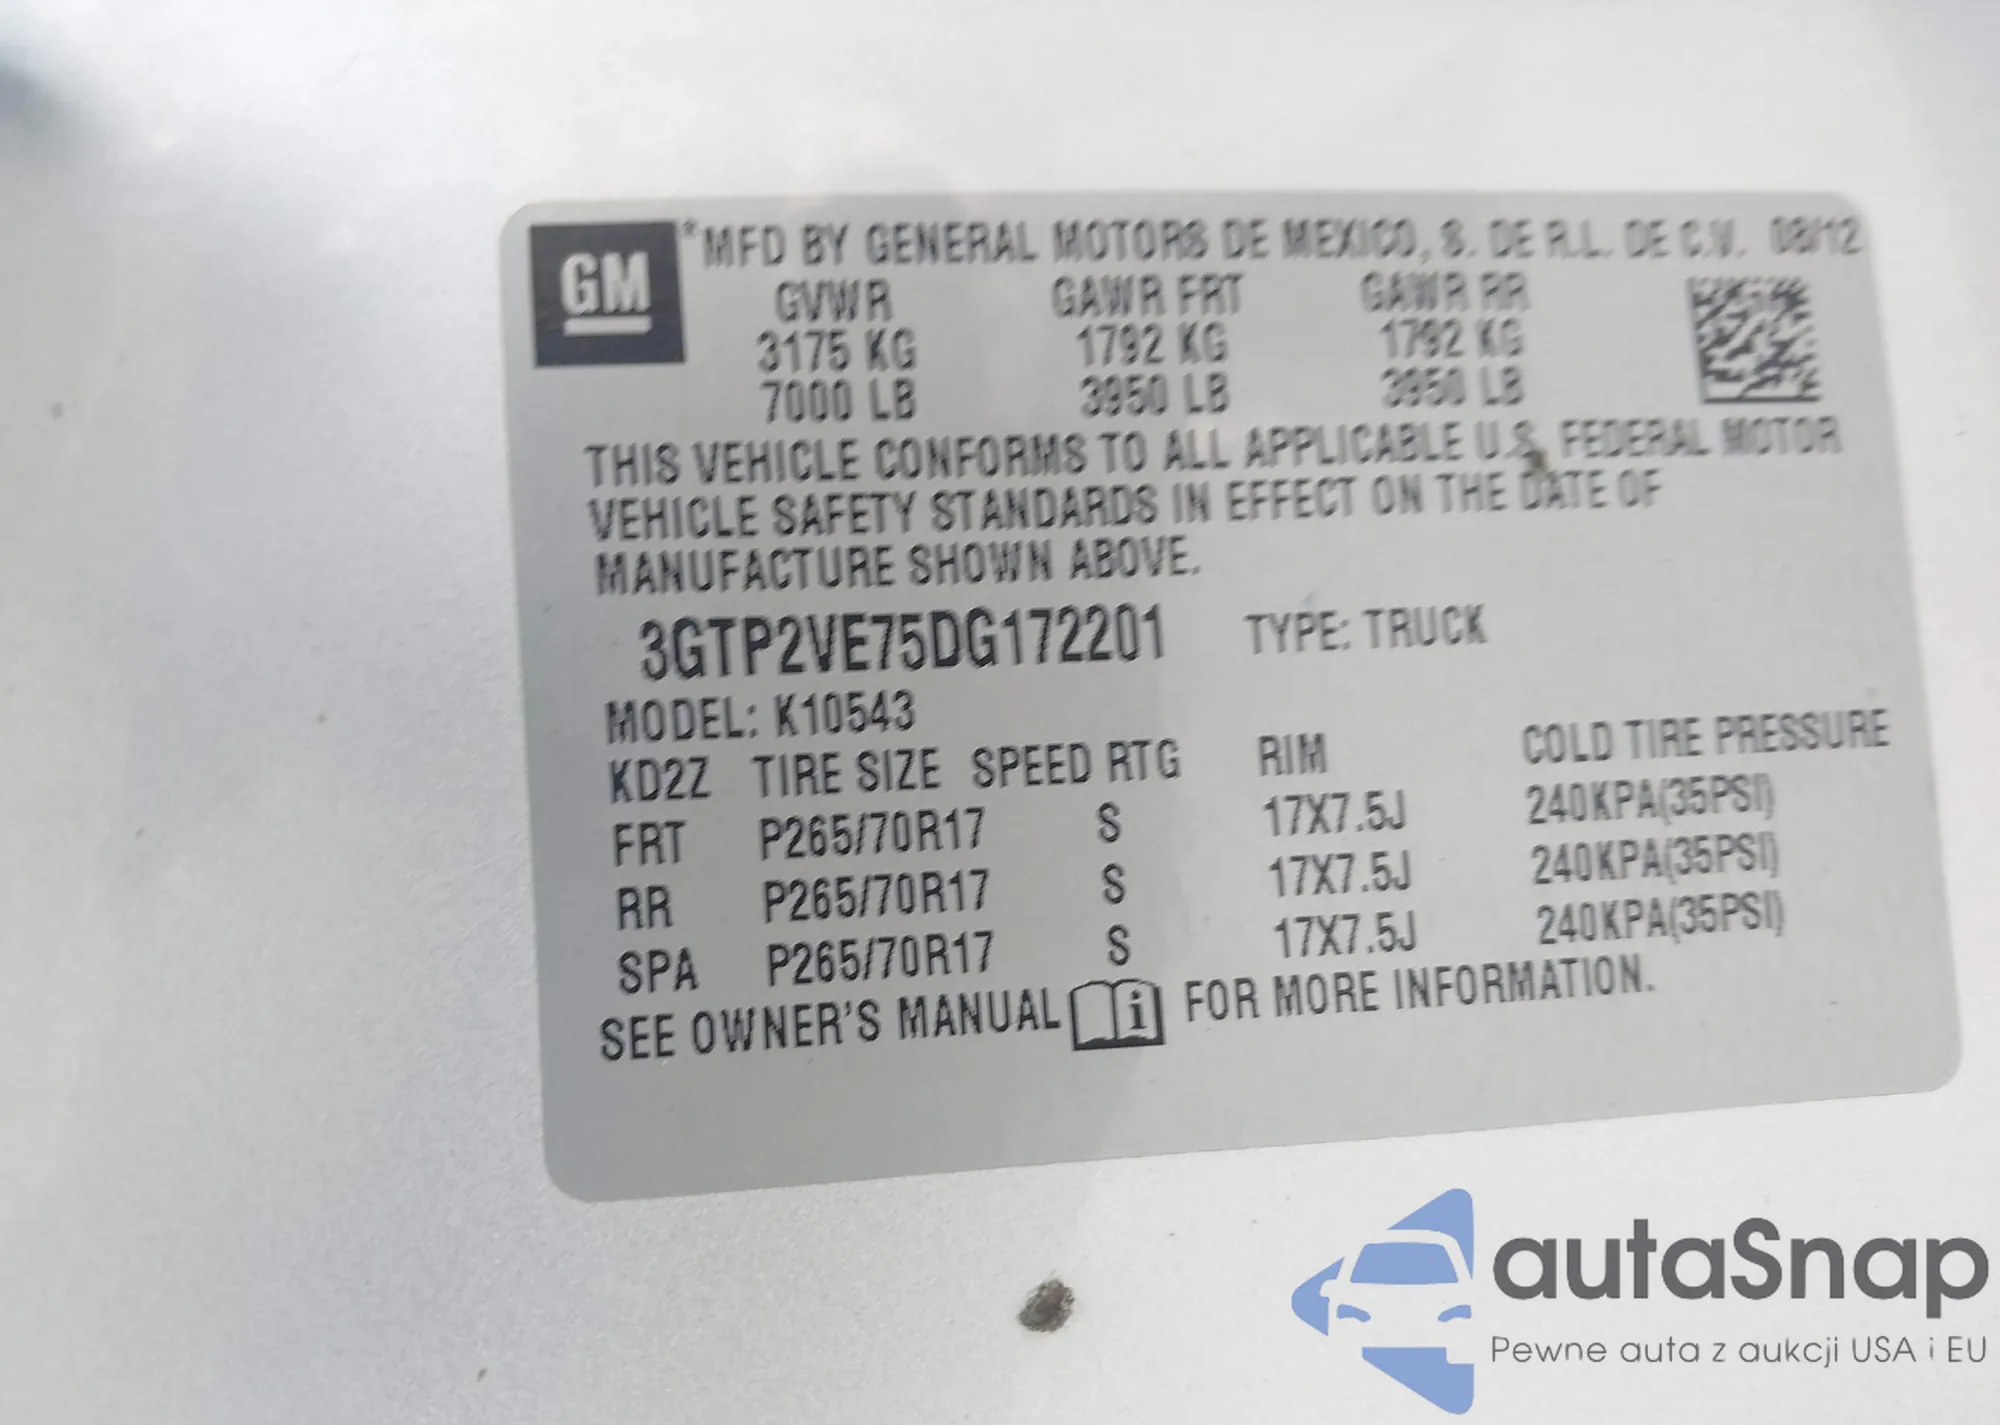 GM
*MFD BY GENERAL MOTORS DE MEXICO, S. DE R.L. DE C.V. 08/12
GVWR GAWR FRT GAWR RR
3175 KG 1792 KG 1792 KG
7000 LB 3950 LB 3950 LB
THIS VEHICLE CONFORMS TO ALL APPLICABLE U.S. FEDERAL MOTOR
VEHICLE SAFETY STANDARDS IN EFFECT ON THE DATE OF
MANUFACTURE SHOWN ABOVE.
3GTP2VE75DG172201 TYPE: TRUCK
MODEL: K10543
KD2Z TIRE SIZE SPEED RTG RIM COLD TIRE PRESSURE
FRT P265/70R17 S 17X7.5J 240KPA(35PSI)
RR P265/70R17 S 17X7.5J 240KPA(35PSI)
SPA P265/70R17 S 17X7.5J 240KPA(35PSI)
SEE OWNER'S MANUAL i FOR MORE INFORMATION.
autaSnap
Pewne auta z aukcji USA i EU